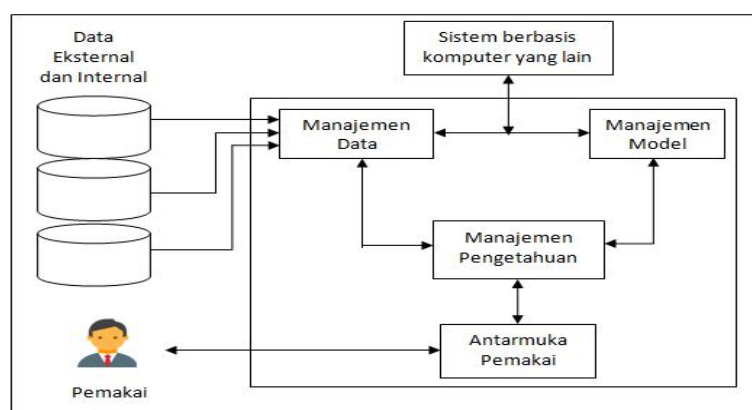 Data
Eksternal
dan Internal
Sistem berbasis
komputer yang lain
Manajemen
Data
Manajemen
Model
Manajemen
Pengetahuan
Antarmuka
Pemakai
Pemakai